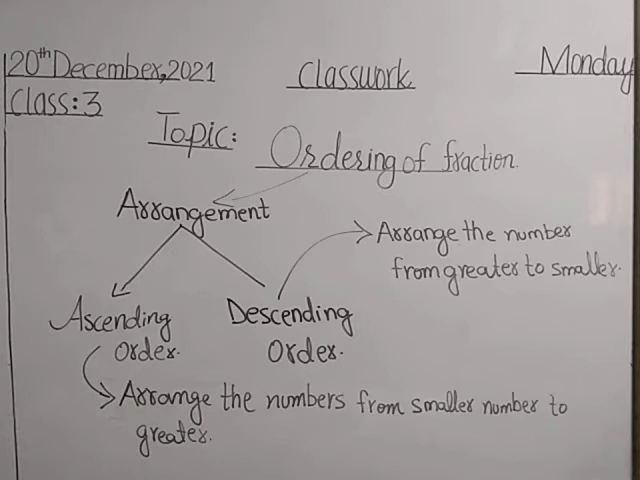 20th December, 2021 Classwork Monday
Class: 3
Topic: Ordering of fraction.
Arrangement
Arrange the number
from greater to smaller.
Ascending Descending
Order. Order.
Arrange the numbers from smaller number to
greater.